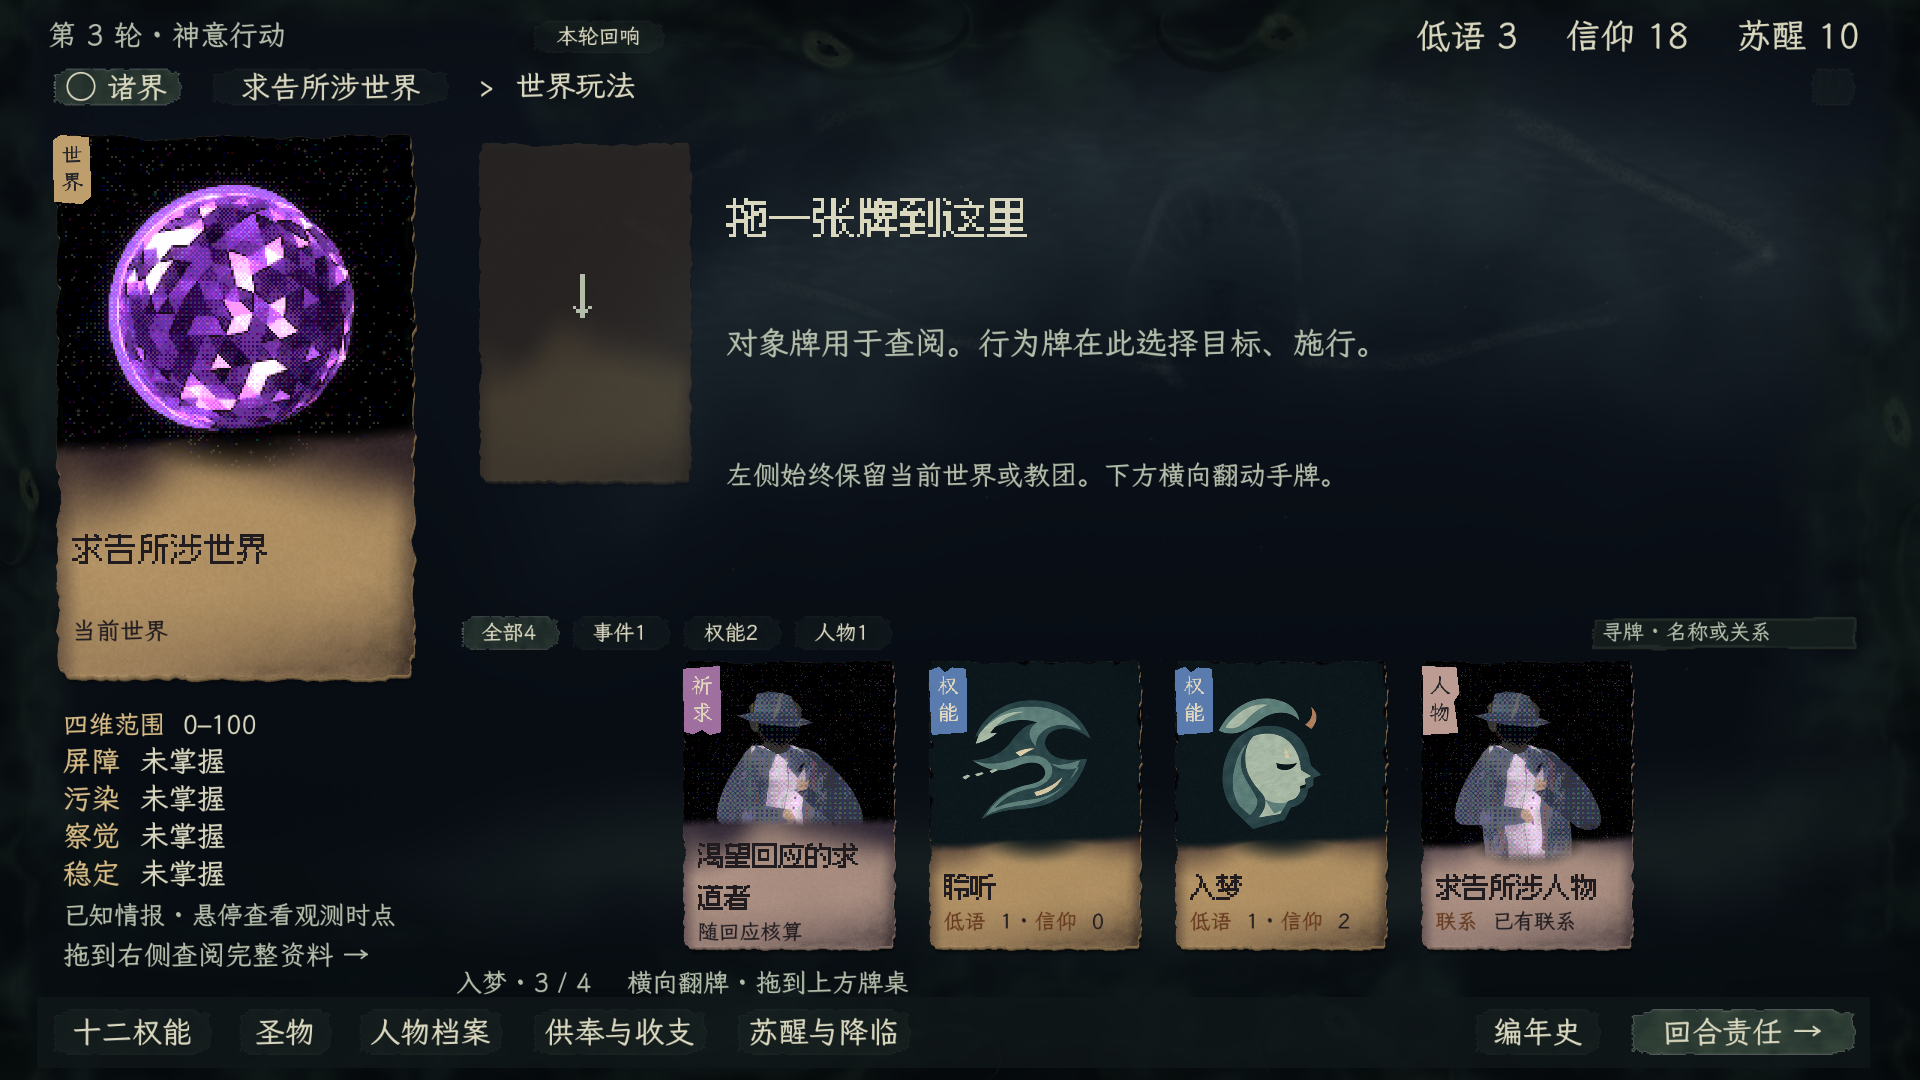 第 3 轮・神意行动
本轮回响
低语 3 信仰 18 苏醒 10
诸界 求告所涉世界 > 世界玩法
世界
求告所涉世界
当前世界
拖一张牌到这里
对象牌用于查阅。行为牌在此选择目标、施行。
左侧始终保留当前世界或教团。下方横向翻动手牌。
四维范围 0–100
屏障 未掌握
污染 未掌握
察觉 未掌握
稳定 未掌握
已知情报・悬停查看观测时点
拖到右侧查阅完整资料 →
全部4 事件1 权能2 人物1
寻牌・名称或关系
祈求
渴望回应的求
道者
随回应核算
权能
聆听
低语 1・信仰 0
权能
入梦
低语 1・信仰 2
人物
求告所涉人物
联系 已有联系
入梦・3 / 4 横向翻牌・拖到上方牌桌
十二权能 圣物 人物档案 供奉与收支 苏醒与降临 编年史 回合责任 →